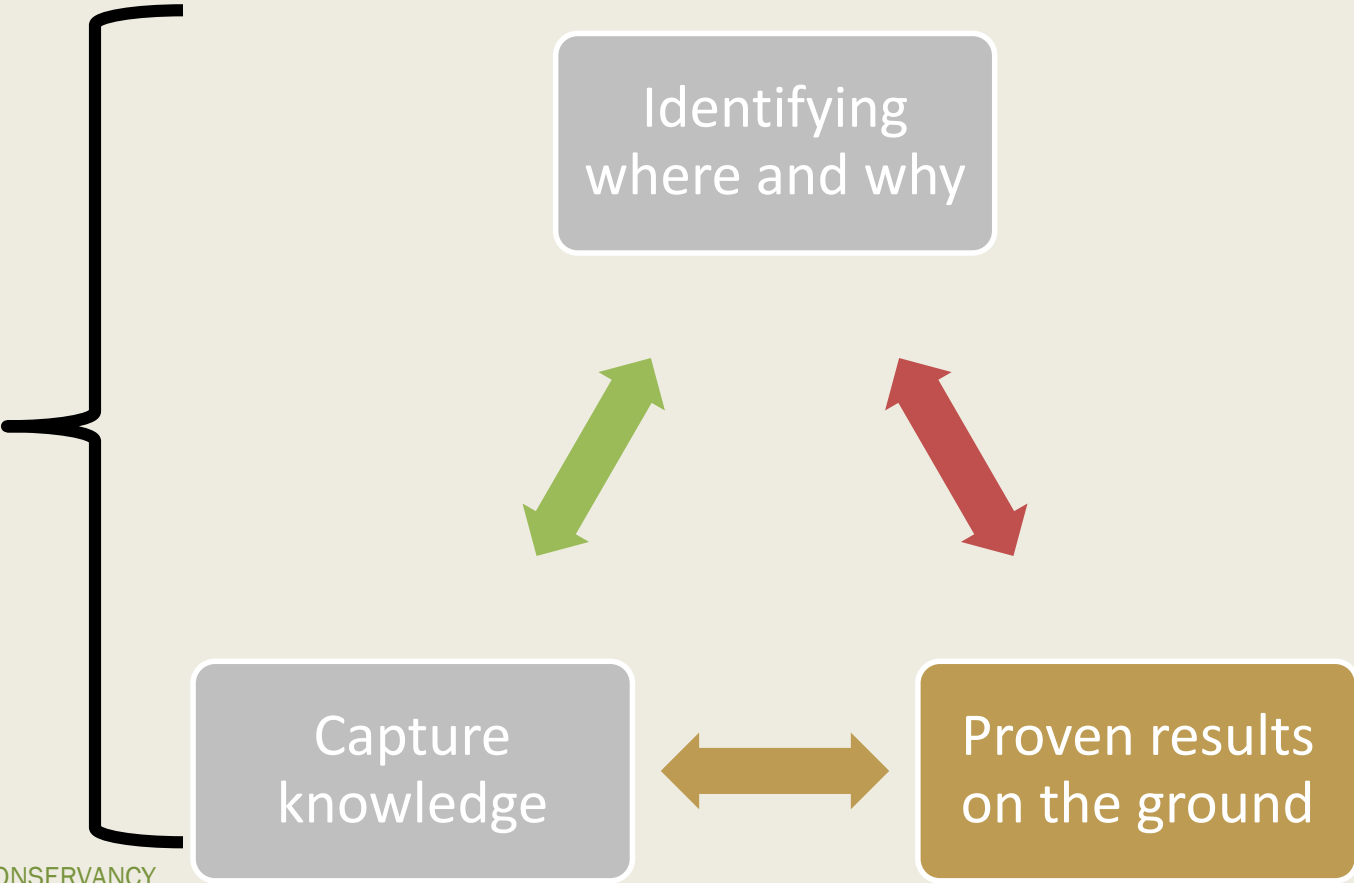 Identifying
where and why
Capture
knowledge
Proven results
on the ground